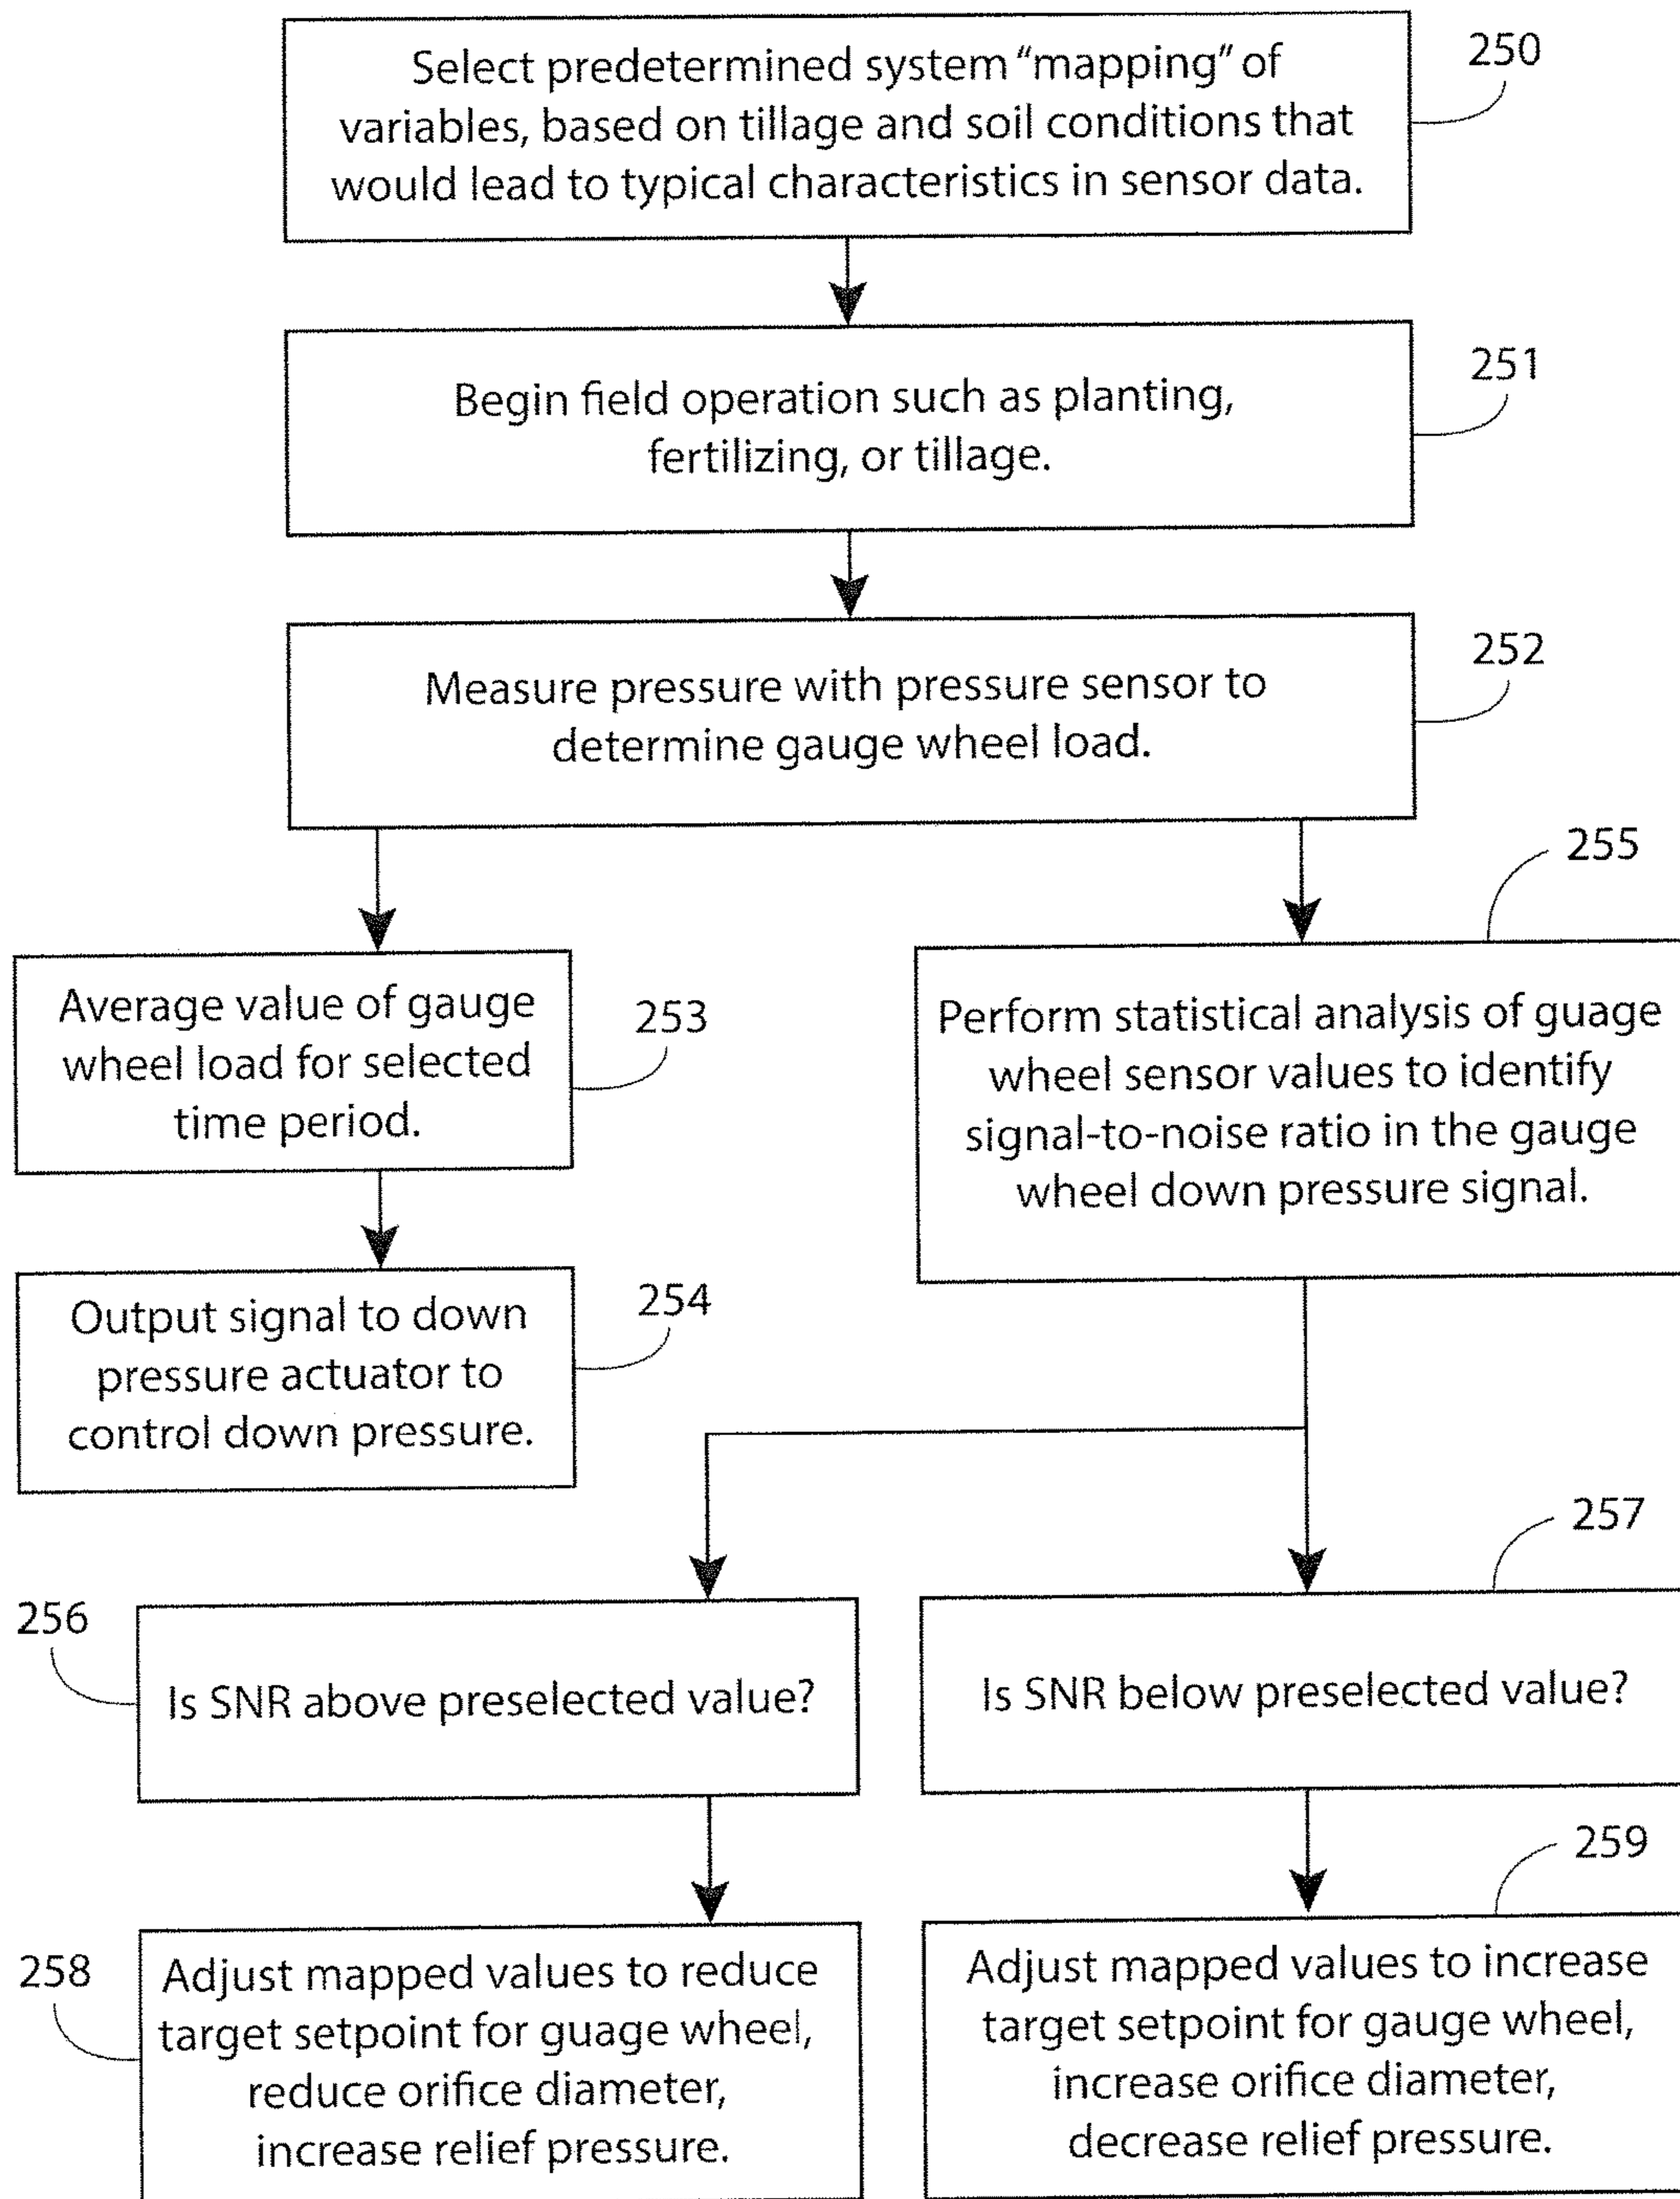 Select predetermined system “mapping” of
variables, based on tillage and soil conditions that
would lead to typical characteristics in sensor data.
250
Begin field operation such as planting,
fertilizing, or tillage.
251
Measure pressure with pressure sensor to
determine gauge wheel load.
252
Average value of gauge
wheel load for selected
time period.
253
Output signal to down
pressure actuator to
control down pressure.
254
255
Perform statistical analysis of guage
wheel sensor values to identify
signal-to-noise ratio in the gauge
wheel down pressure signal.
256
Is SNR above preselected value?
257
Is SNR below preselected value?
258
Adjust mapped values to reduce
target setpoint for guage wheel,
reduce orifice diameter,
increase relief pressure.
259
Adjust mapped values to increase
target setpoint for gauge wheel,
increase orifice diameter,
decrease relief pressure.